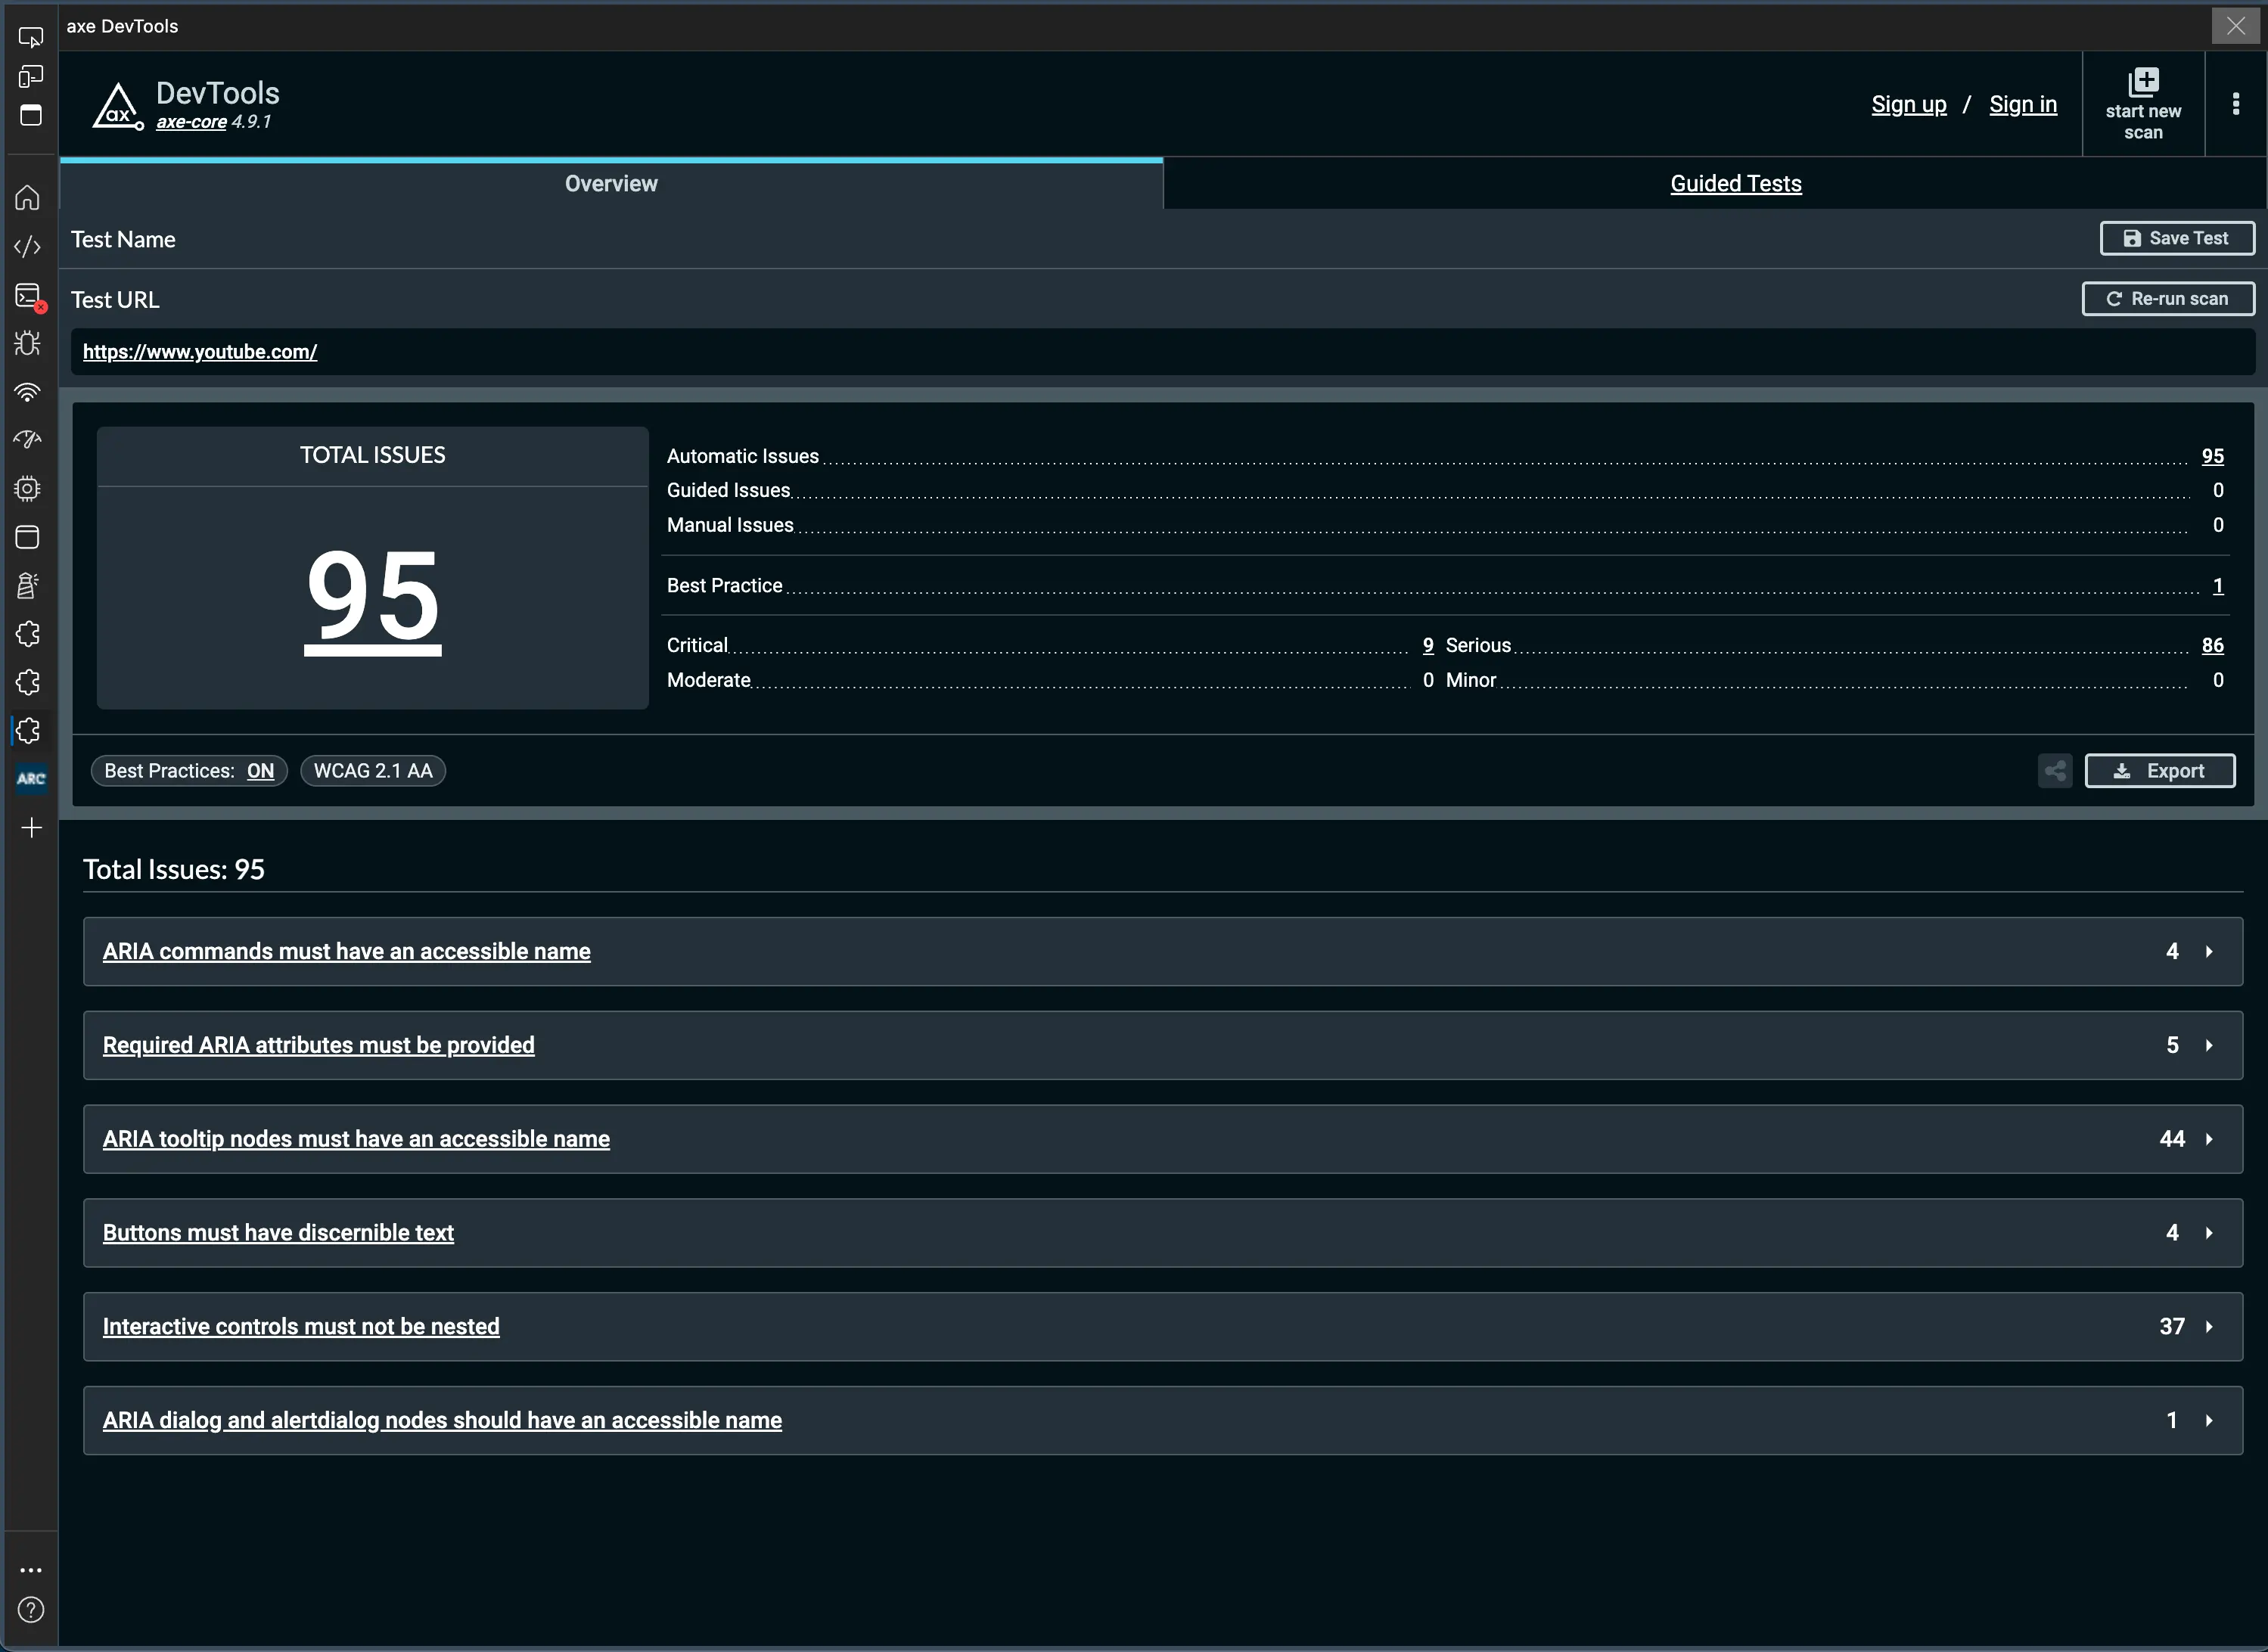 axe DevTools
DevTools
axe-core 4.9.1
ax
Sign up / Sign in
start new
scan
Overview
Guided Tests
Test Name
Save Test
Test URL
Re-run scan
https://www.youtube.com/
TOTAL ISSUES
95
Automatic Issues 95
Guided Issues 0
Manual Issues 0
Best Practice 1
Critical 9 Serious 86
Moderate 0 Minor 0
Best Practices: ON
WCAG 2.1 AA
Export
ARC
Total Issues: 95
ARIA commands must have an accessible name 4
Required ARIA attributes must be provided 5
ARIA tooltip nodes must have an accessible name 44
Buttons must have discernible text 4
Interactive controls must not be nested 37
ARIA dialog and alertdialog nodes should have an accessible name 1